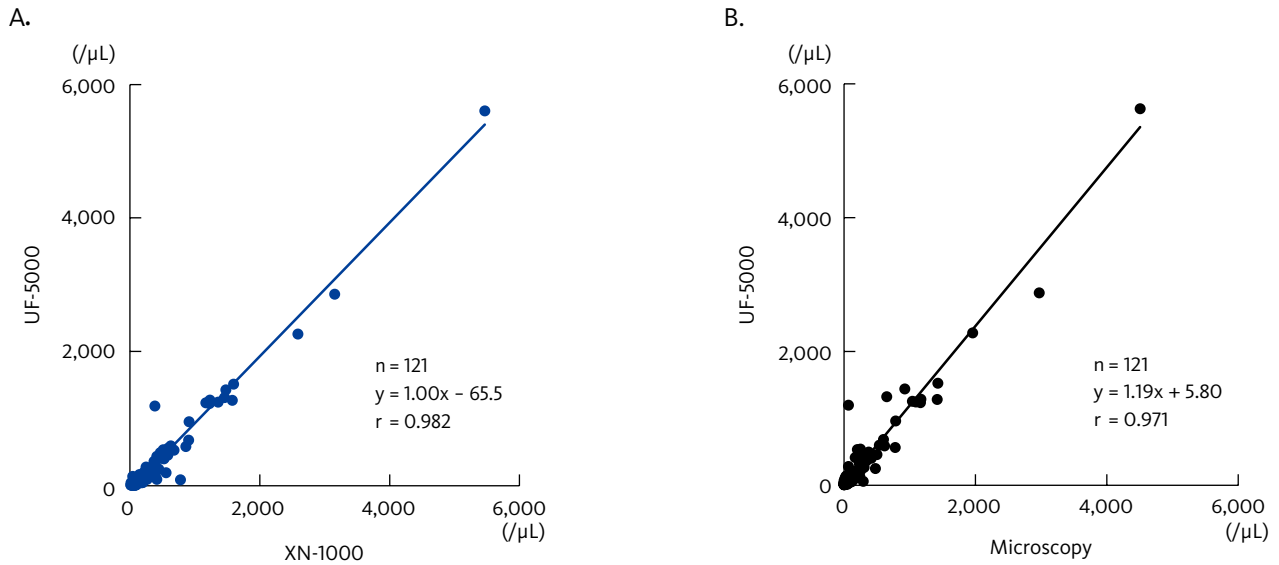 A.
(/μL)
6,000
4,000
2,000
0
UF-5000
0
2,000
4,000
6,000
(/μL)
XN-1000
n = 121
y = 1.00x − 65.5
r = 0.982
B.
(/μL)
6,000
4,000
2,000
0
UF-5000
0
2,000
4,000
6,000
(/μL)
Microscopy
n = 121
y = 1.19x + 5.80
r = 0.971